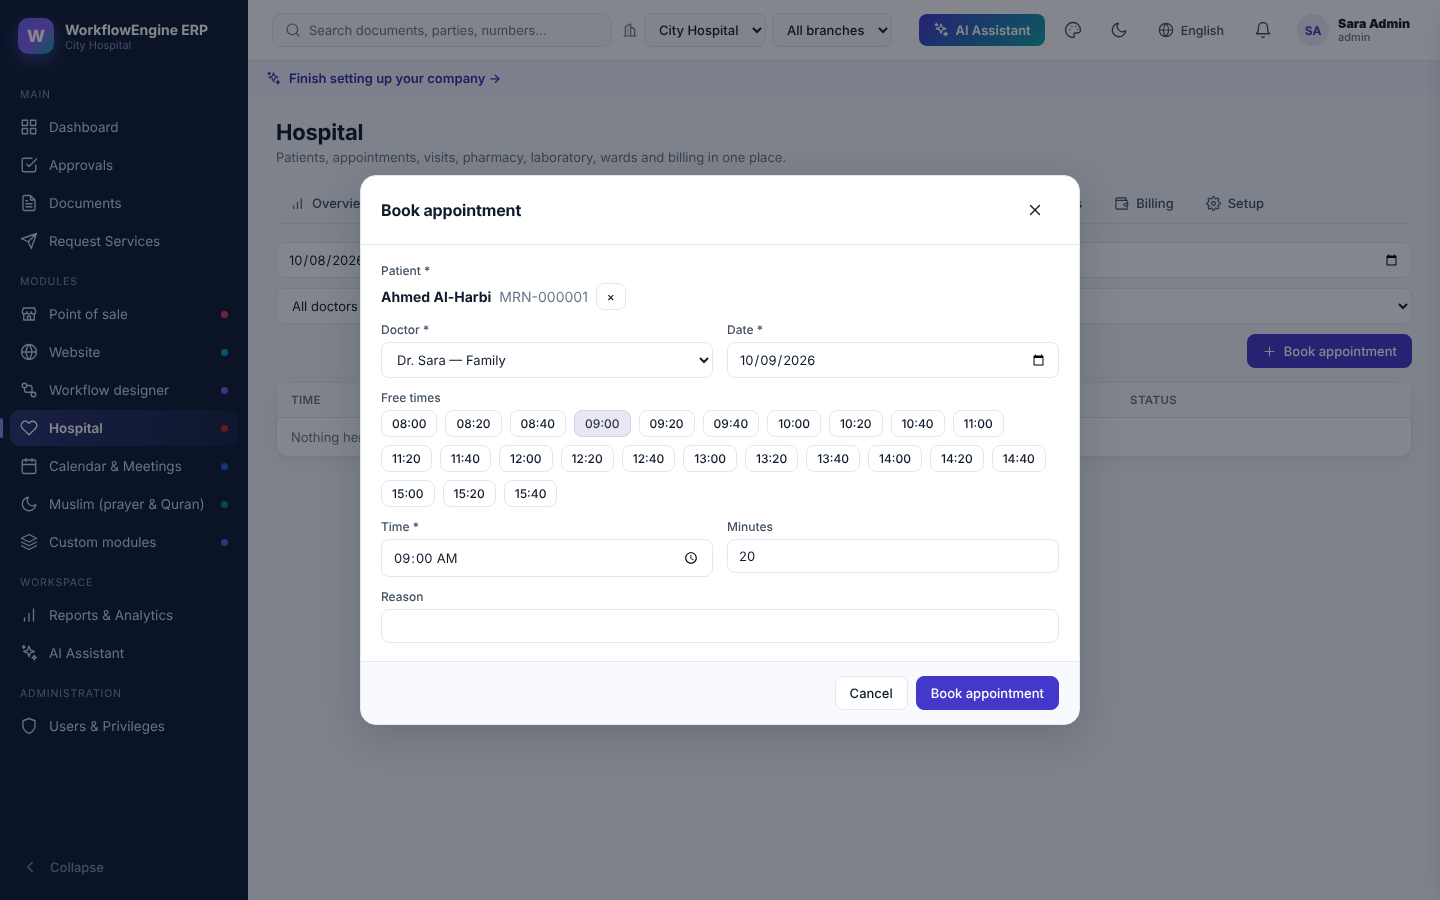 W
WorkflowEngine ERP
City Hospital
Search documents, parties, numbers...
City Hospital
All branches
AI Assistant
English
SA
Sara Admin
admin
Finish setting up your company →
MAIN
Dashboard
Approvals
Documents
Request Services
MODULES
Point of sale
Website
Workflow designer
Hospital
Calendar & Meetings
Muslim (prayer & Quran)
Custom modules
WORKSPACE
Reports & Analytics
AI Assistant
ADMINISTRATION
Users & Privileges
Collapse
Hospital
Patients, appointments, visits, pharmacy, laboratory, wards and billing in one place.
Billing
Setup
10/08/2026
All doctors
+ Book appointment
TIME
STATUS
Book appointment
Patient *
Ahmed Al-Harbi MRN-000001 ×
Doctor *
Date *
Dr. Sara — Family
10/09/2026
Free times
08:00 08:20 08:40 09:00 09:20 09:40 10:00 10:20 10:40 11:00
11:20 11:40 12:00 12:20 12:40 13:00 13:20 13:40 14:00 14:20 14:40
15:00 15:20 15:40
Time *
Minutes
09:00 AM
20
Reason
Cancel
Book appointment